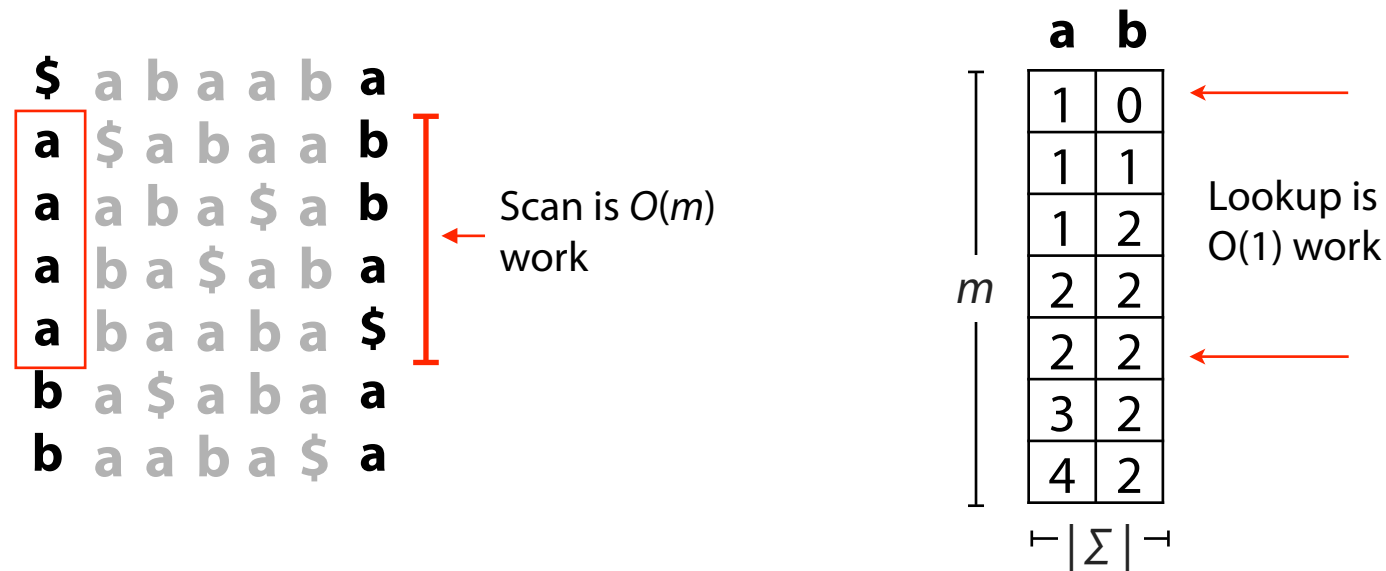 $ a b a a b a
a $ a b a a b
a a b a $ a b
a b a $ a b a
a b a a b a $
b a $ a b a a
b a a b a $ a
Scan is O(m)
work
a b
1 0
1 1
1 2
2 2
2 2
3 2
4 2
m
|Σ|
Lookup is
O(1) work